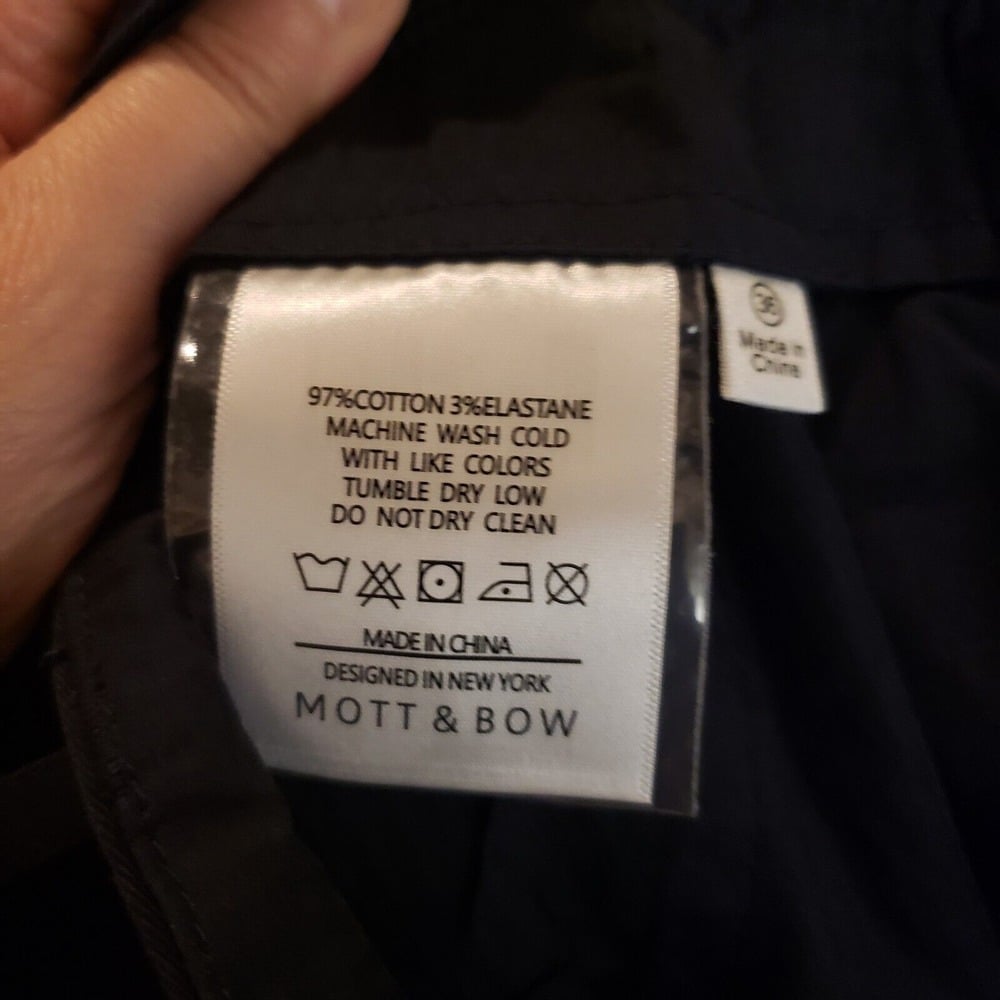 97%COTTON 3%ELASTANE
MACHINE WASH COLD
WITH LIKE COLORS
TUMBLE DRY LOW
DO NOT DRY CLEAN
MADE IN CHINA
DESIGNED IN NEW YORK
MOTT & BOW
36
Made in
China